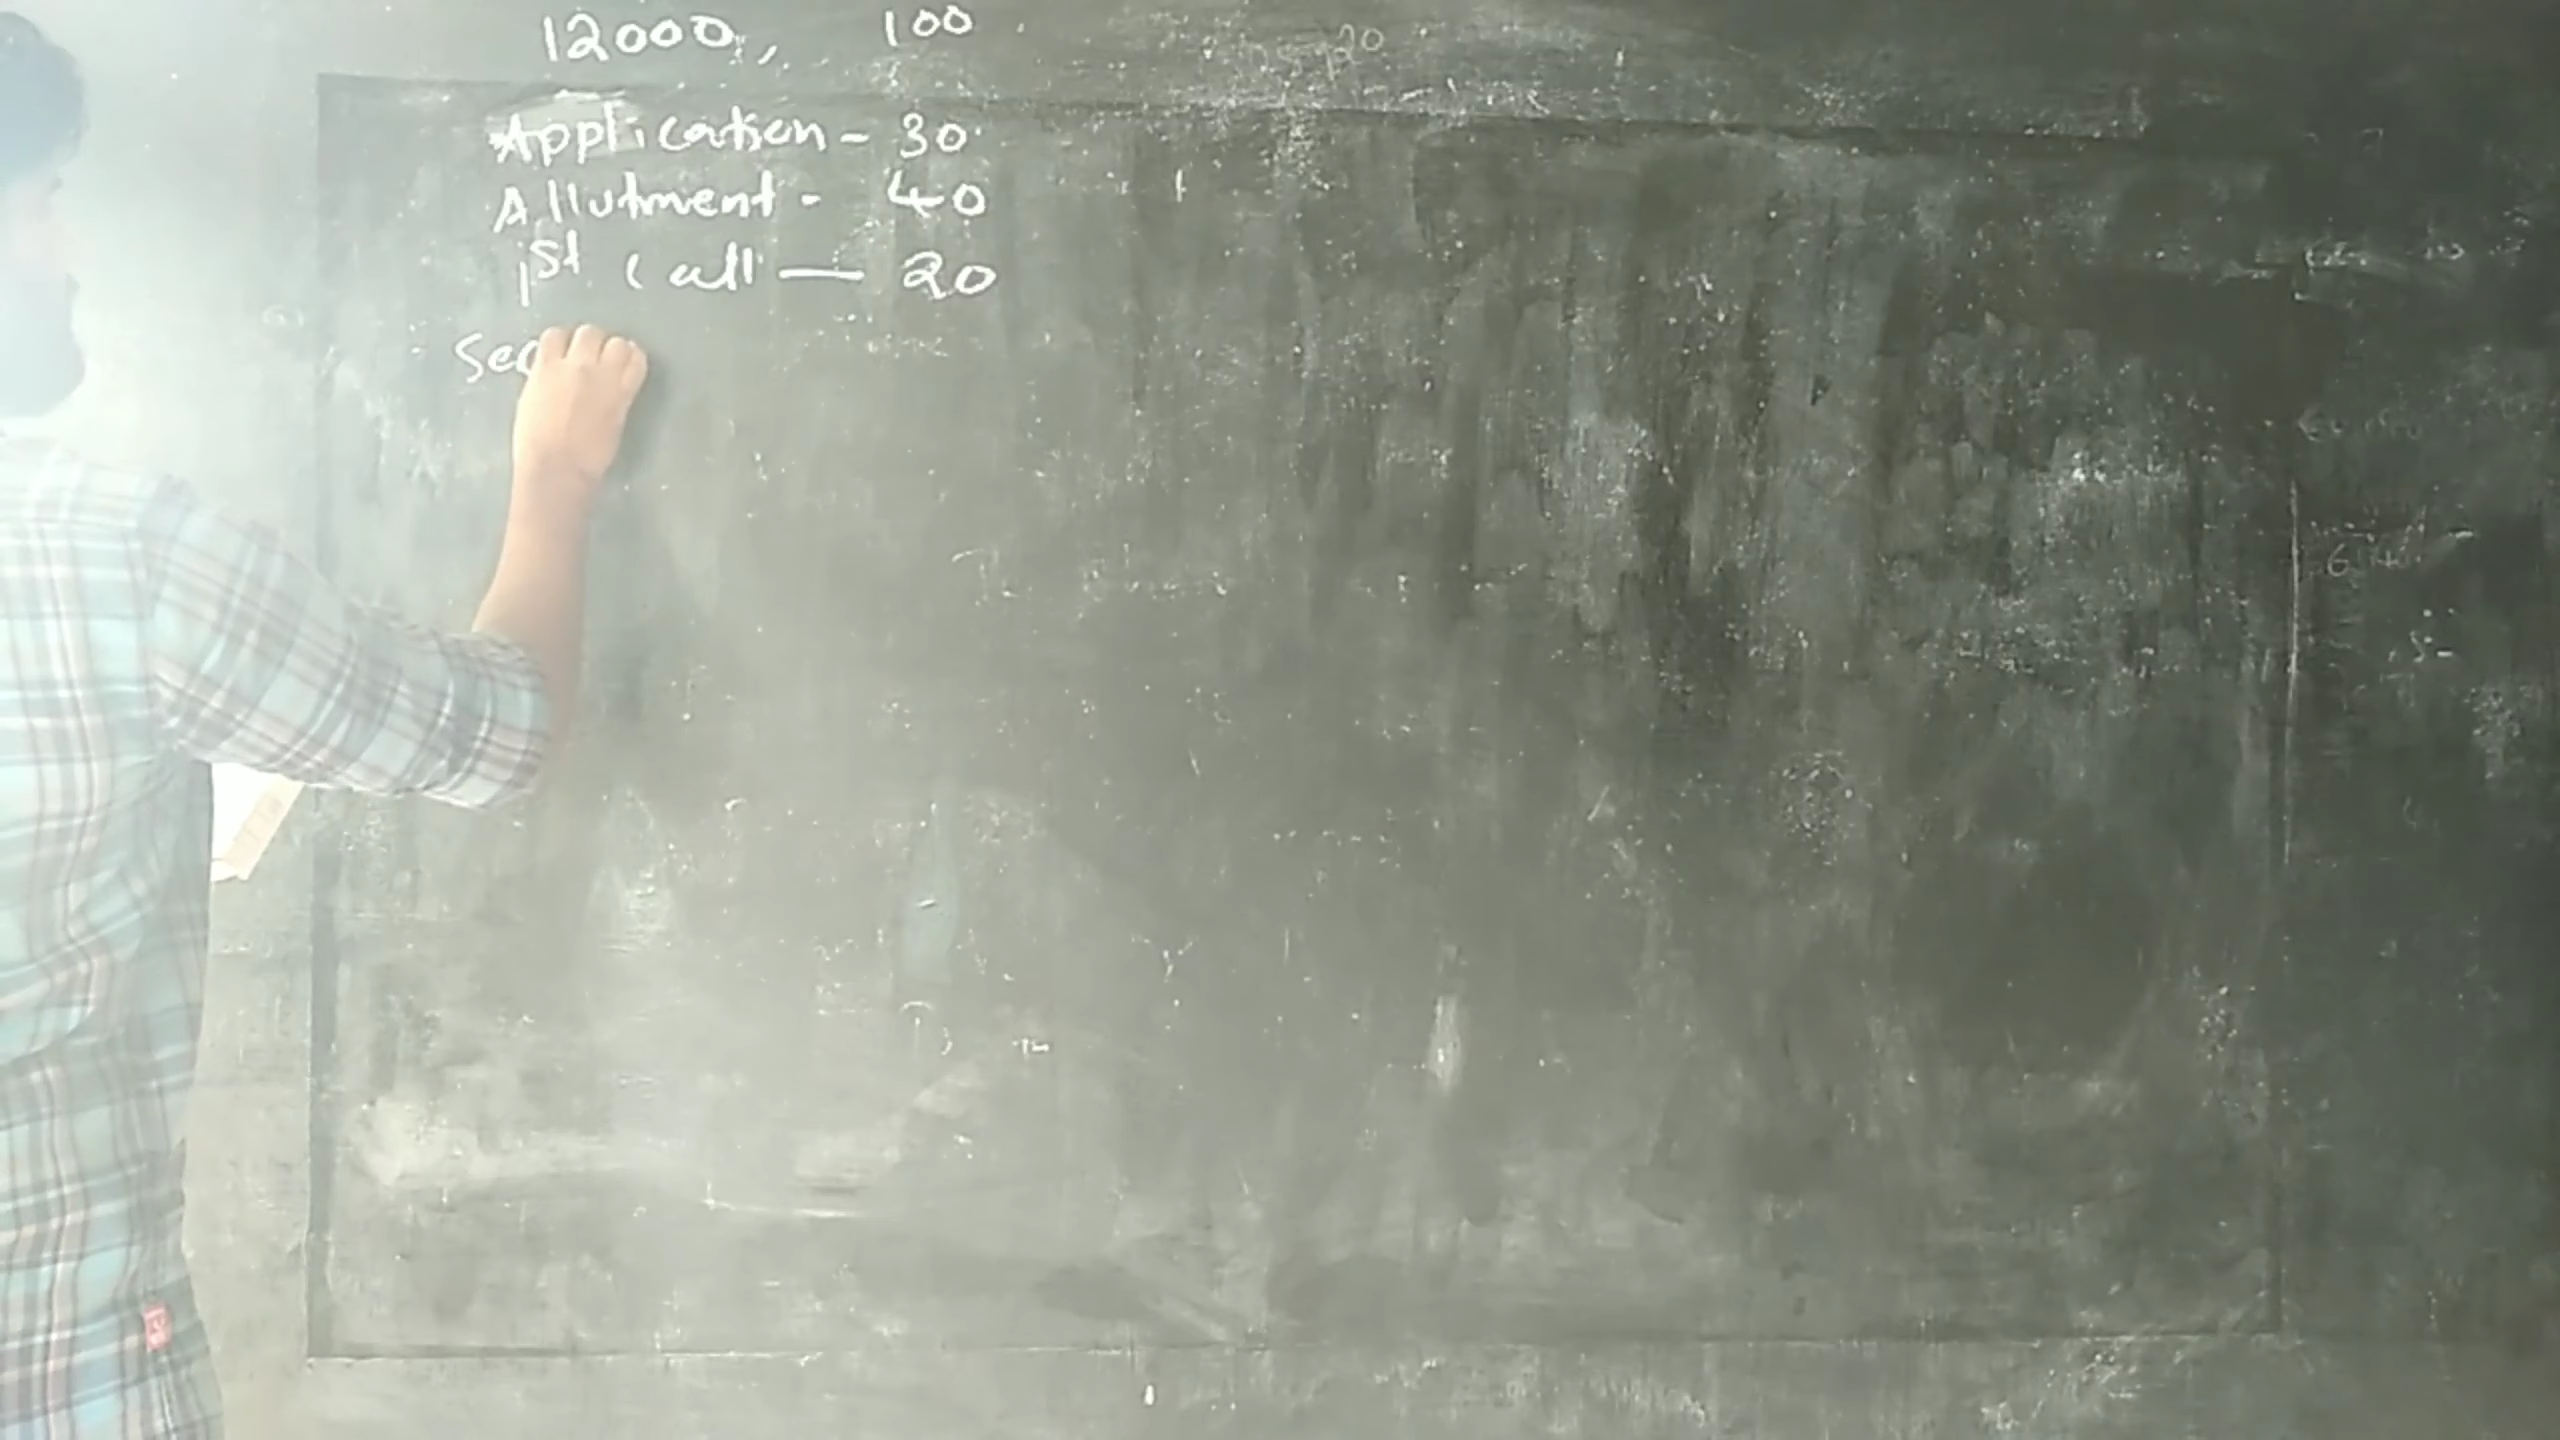 12000, 100
Application - 30
Allutment - 40
1st Call — 20
Sec